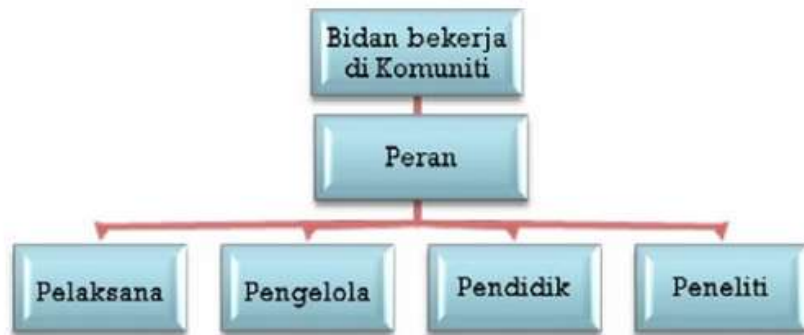 Bidan bekerja
di Komuniti
Peran
Pelaksana
Pengelola
Pendidik
Peneliti